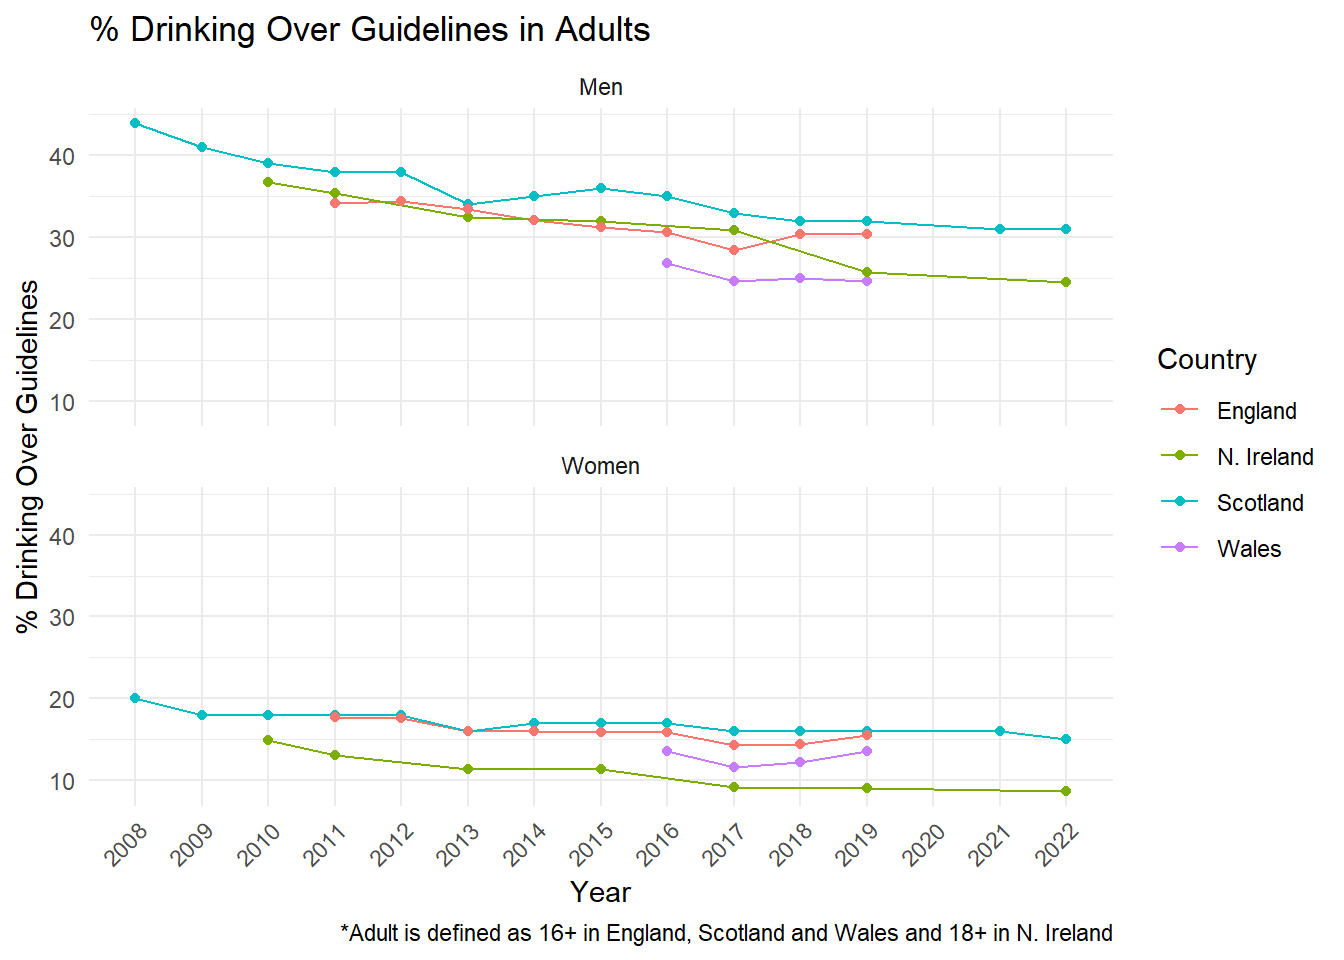 % Drinking Over Guidelines in Adults
Men
40
30
20
10
% Drinking Over Guidelines
Women
40
30
20
10
2008 2009 2010 2011 2012 2013 2014 2015 2016 2017 2018 2019 2020 2021 2022
Year
Country
England
N. Ireland
Scotland
Wales
*Adult is defined as 16+ in England, Scotland and Wales and 18+ in N. Ireland